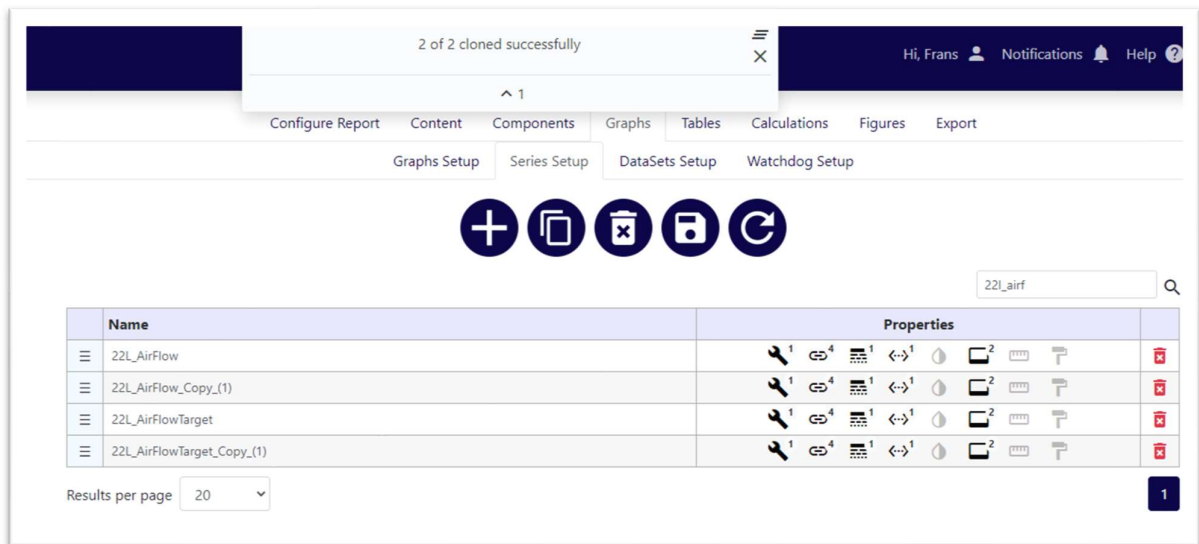 2 of 2 cloned successfully
1
Hi, Frans Notifications Help ?
Configure Report Content Components Graphs Tables Calculations Figures Export
Graphs Setup Series Setup DataSets Setup Watchdog Setup
22l_airf
Name Properties
22L_AirFlow 1 4 1 1 2
22L_AirFlow_Copy_(1) 1 4 1 1 2
22L_AirFlowTarget 1 4 1 1 2
22L_AirFlowTarget_Copy_(1) 1 4 1 1 2
Results per page 20 1